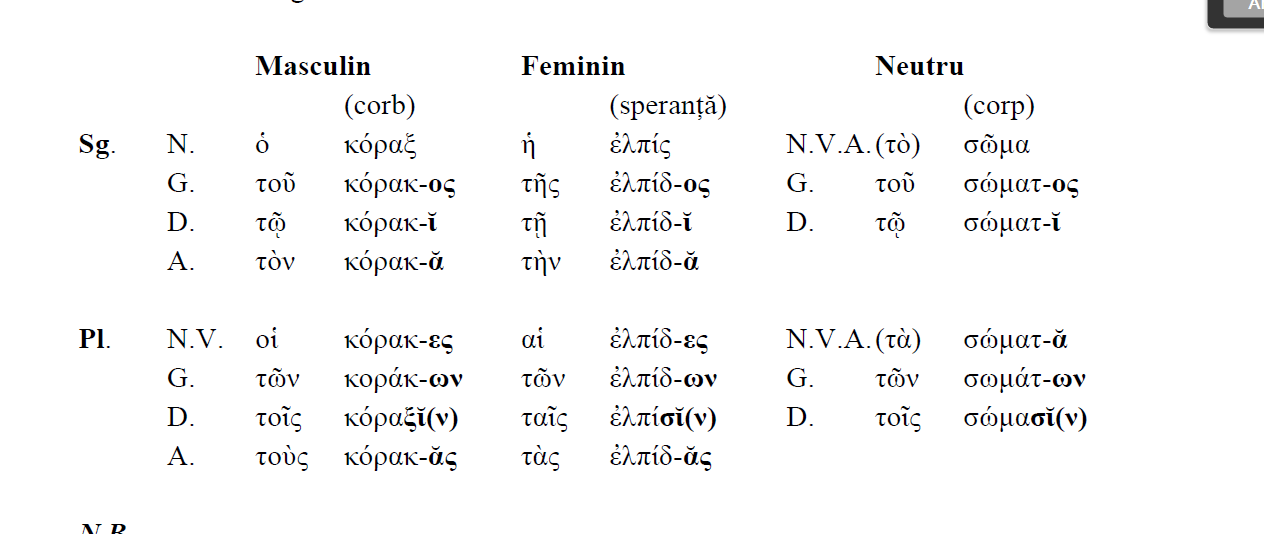 Masculin Feminin Neutru
(corb) (speranță) (corp)
Sg. N. ὁ κόραξ ἡ ἐλπίς N.V.A. (τὸ) σῶμα
G. τοῦ κόρακ-ος τῆς ἐλπίδ-ος G. τοῦ σώματ-ος
D. τῷ κόρακ-ῐ τῇ ἐλπίδ-ῐ D. τῷ σώματ-ῐ
A. τὸν κόρακ-ᾰ τὴν ἐλπίδ-ᾰ
Pl. N.V. οἱ κόρακ-ες αἱ ἐλπίδ-ες N.V.A. (τὰ) σώματ-ᾰ
G. τῶν κοράκ-ων τῶν ἐλπίδ-ων G. τῶν σωμάτ-ων
D. τοῖς κόραξῐ(ν) ταῖς ἐλπίσῐ(ν) D. τοῖς σώμασῐ(ν)
A. τοὺς κόρακ-ᾰς τὰς ἐλπίδ-ᾰς
N.B.